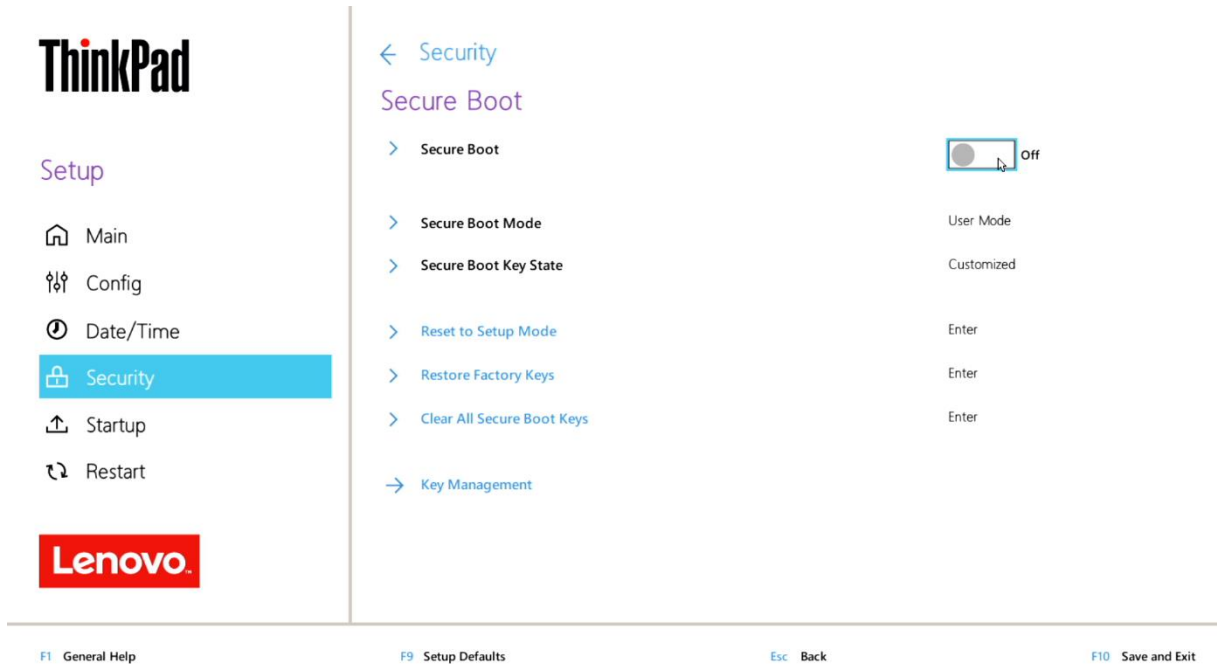 ThinkPad
Setup
Main
Config
Date/Time
Security
Startup
Restart
Lenovo
Security
Secure Boot
Secure Boot Off
Secure Boot Mode User Mode
Secure Boot Key State Customized
Reset to Setup Mode Enter
Restore Factory Keys Enter
Clear All Secure Boot Keys Enter
Key Management
F1 General Help F9 Setup Defaults Esc Back F10 Save and Exit